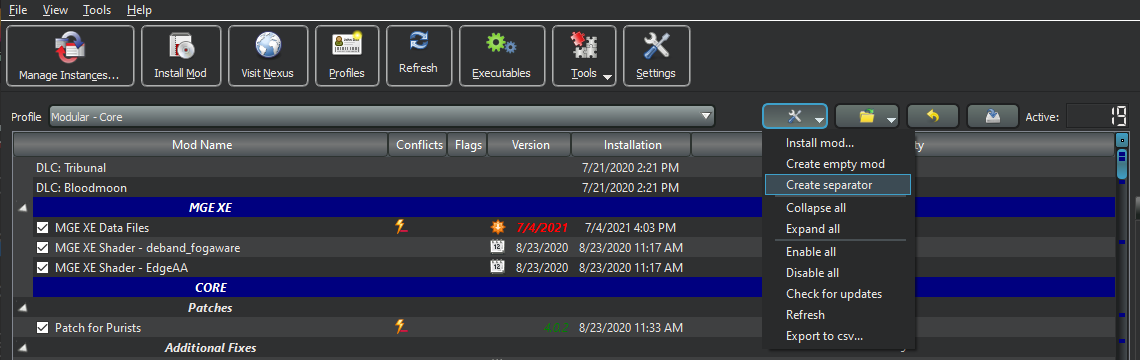 File View Tools Help
Manage Instances... Install Mod Visit Nexus Profiles Refresh Executables Tools Settings
Profile Modular - Core Active: 19
Mod Name Conflicts Flags Version Installation
Install mod...
DLC: Tribunal 7/21/2020 2:21 PM
Create empty mod
DLC: Bloodmoon 7/21/2020 2:21 PM
Create separator
MGE XE
Collapse all
MGE XE Data Files 7/4/2021 7/4/2021 4:03 PM
Expand all
MGE XE Shader - deband_fogaware 8/23/2020 8/23/2020 11:17 AM
Enable all
MGE XE Shader - EdgeAA 8/23/2020 8/23/2020 11:17 AM
Disable all
CORE
Check for updates
Patches
Refresh
Patch for Purists 4.0.2 8/23/2020 11:33 AM
Export to csv...
Additional Fixes